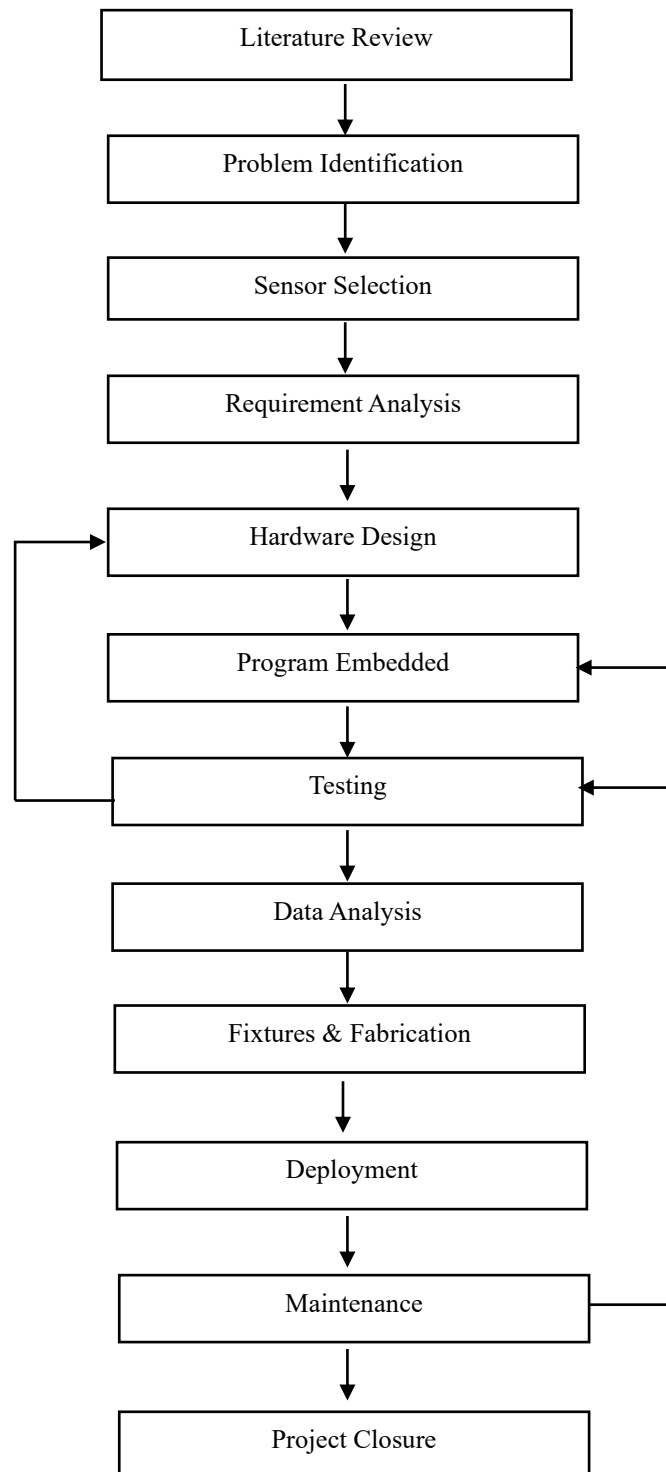 Literature Review
Problem Identification
Sensor Selection
Requirement Analysis
Hardware Design
Program Embedded
Testing
Data Analysis
Fixtures & Fabrication
Deployment
Maintenance
Project Closure